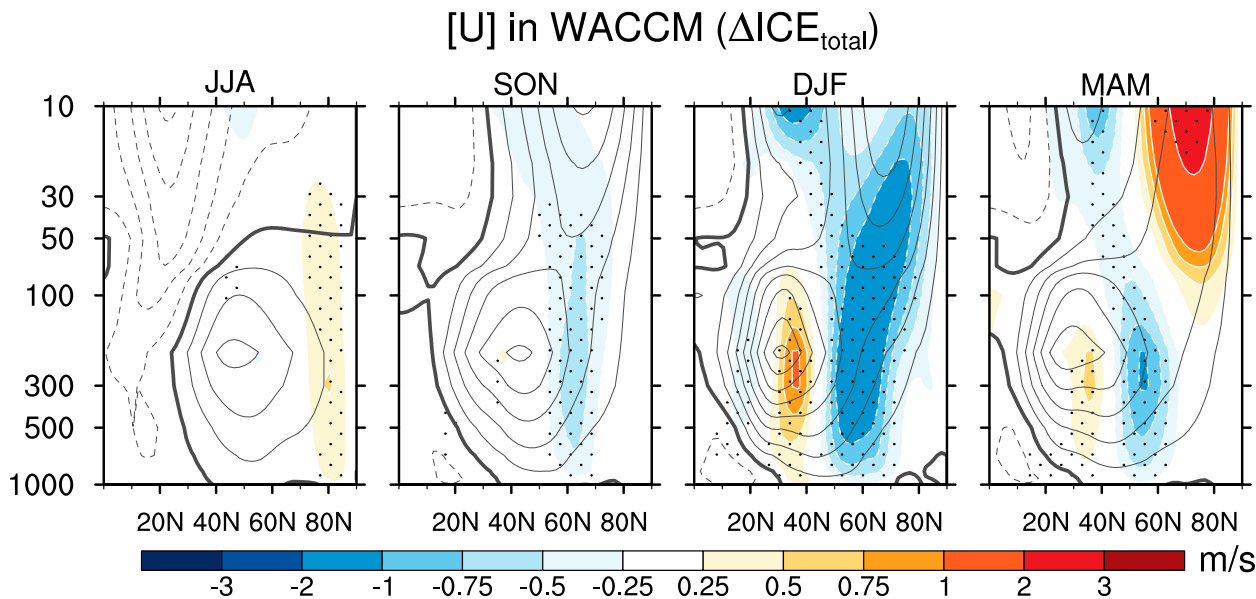 [U] in WACCM (ΔICEtotal)
JJA SON DJF MAM
10
30
50
100
300
500
1000
20N 40N 60N 80N 20N 40N 60N 80N 20N 40N 60N 80N 20N 40N 60N 80N
-3 -2 -1 -0.75 -0.5 -0.25 0.25 0.5 0.75 1 2 3 m/s